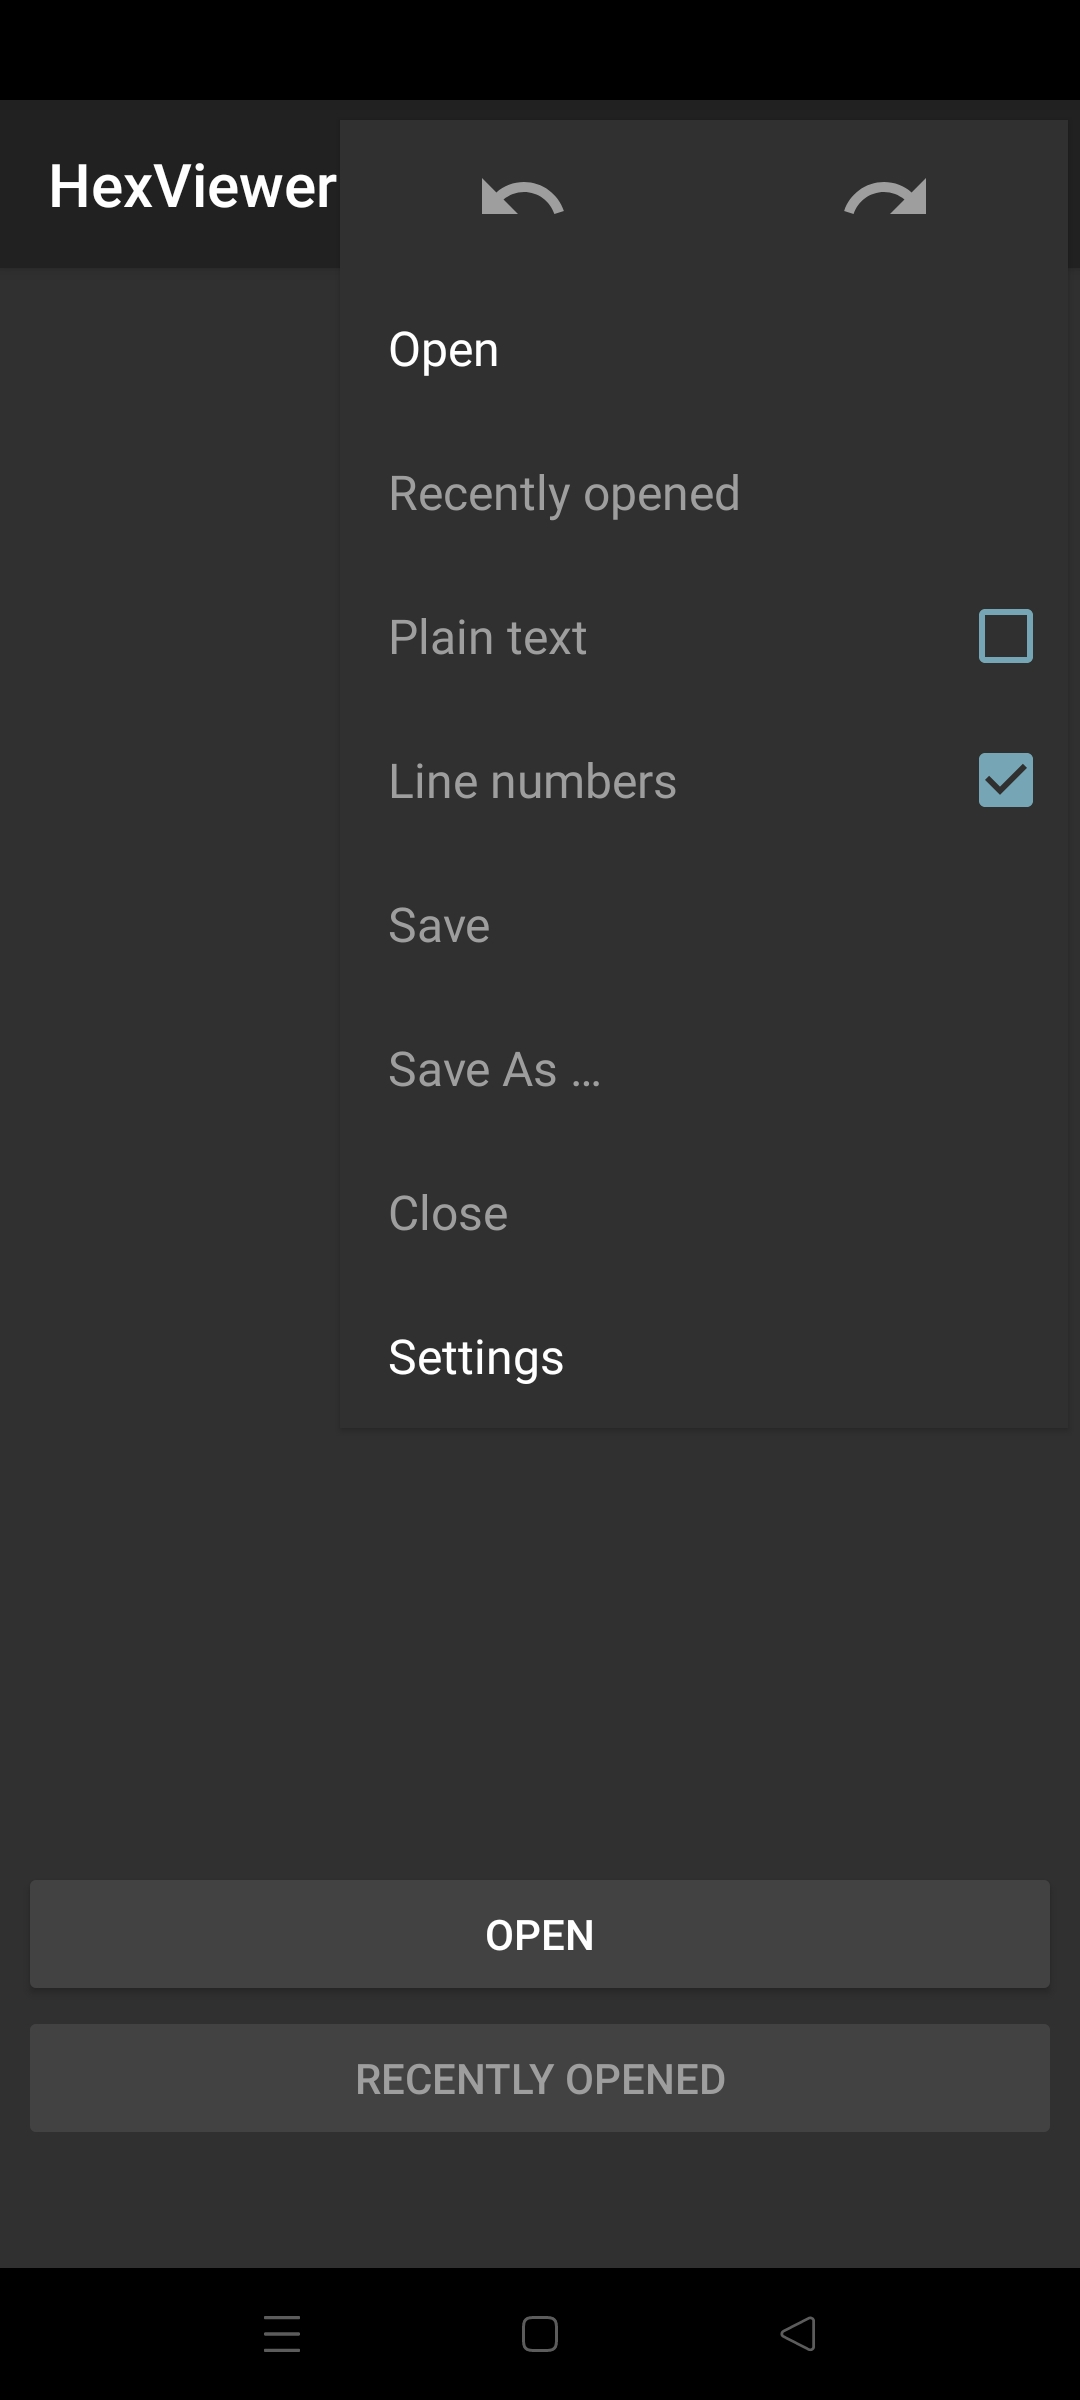 HexViewer
Open
Recently opened
Plain text
Line numbers
Save
Save As ...
Close
Settings
OPEN
RECENTLY OPENED